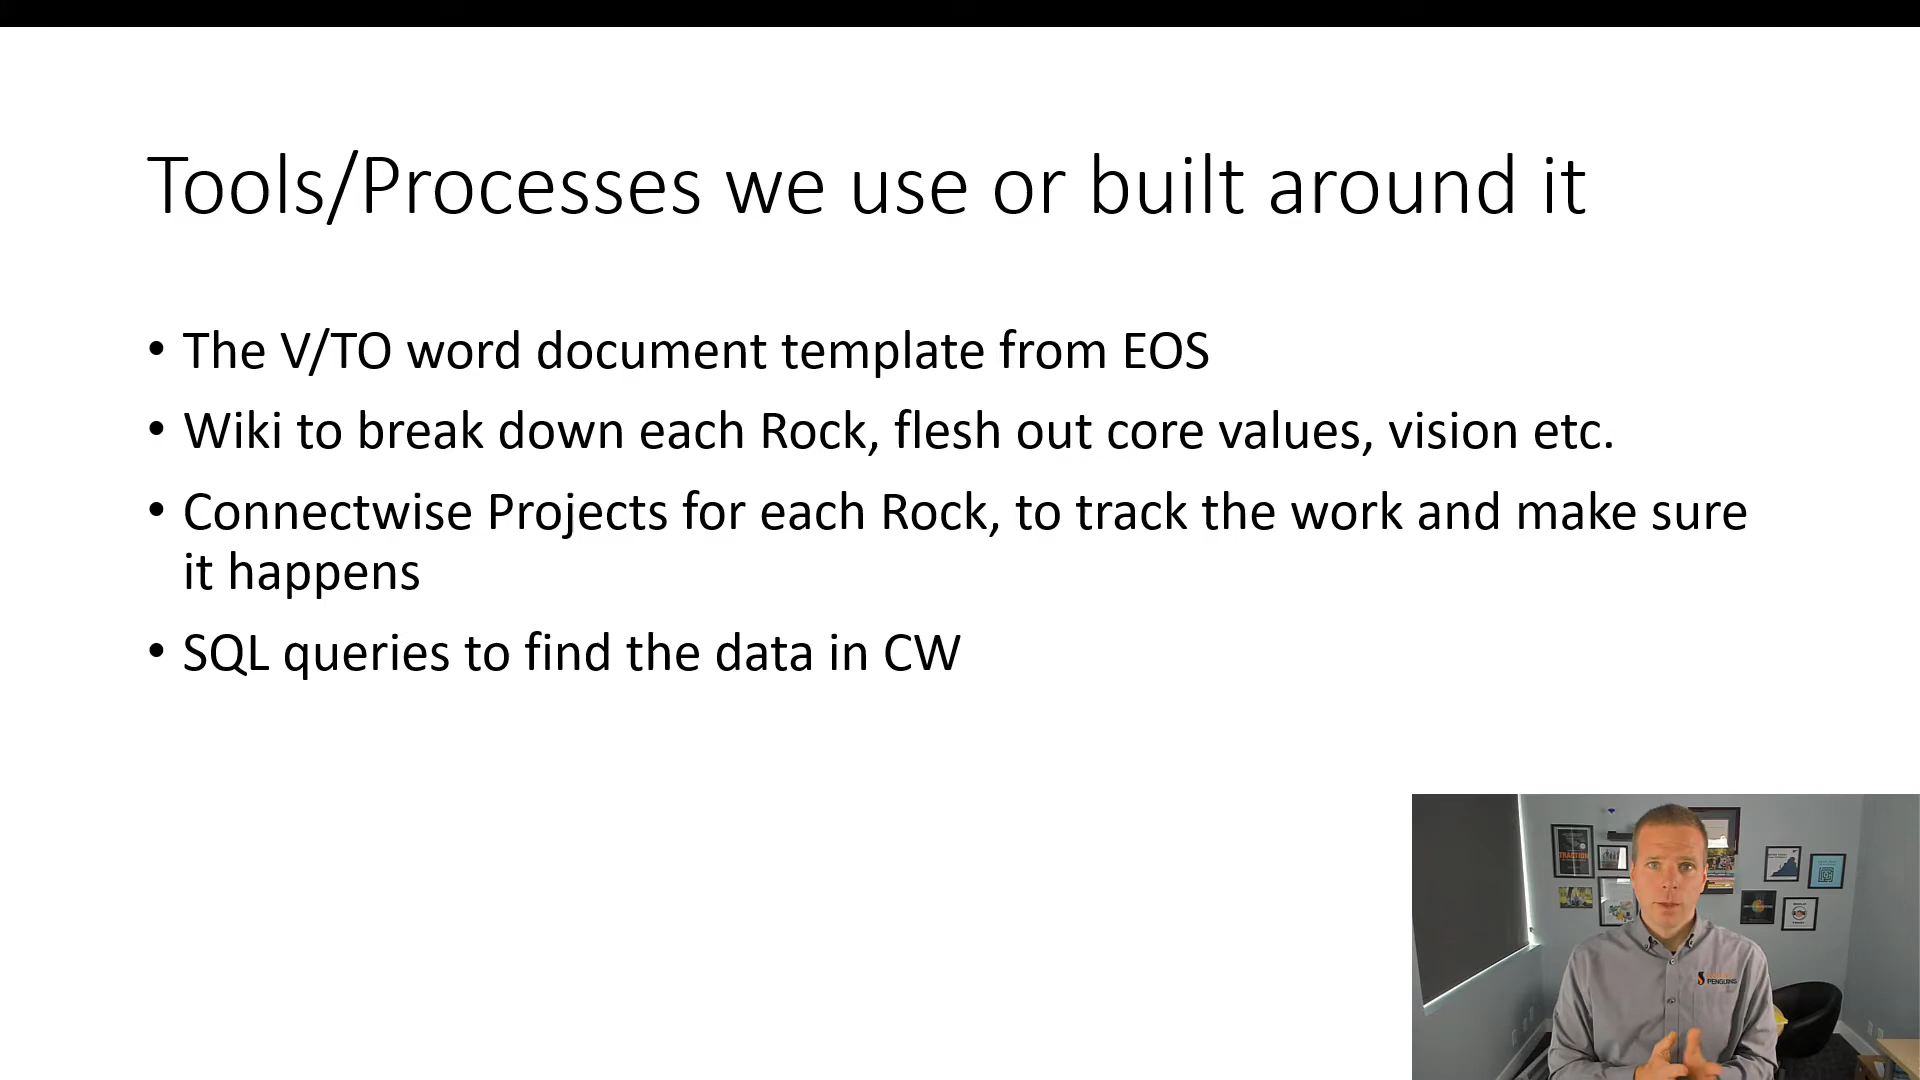 Tools/Processes we use or built around it
• The V/TO word document template from EOS
• Wiki to break down each Rock, flesh out core values, vision etc.
• Connectwise Projects for each Rock, to track the work and make sure
it happens
• SQL queries to find the data in CW
TRACTION
PENGUINS